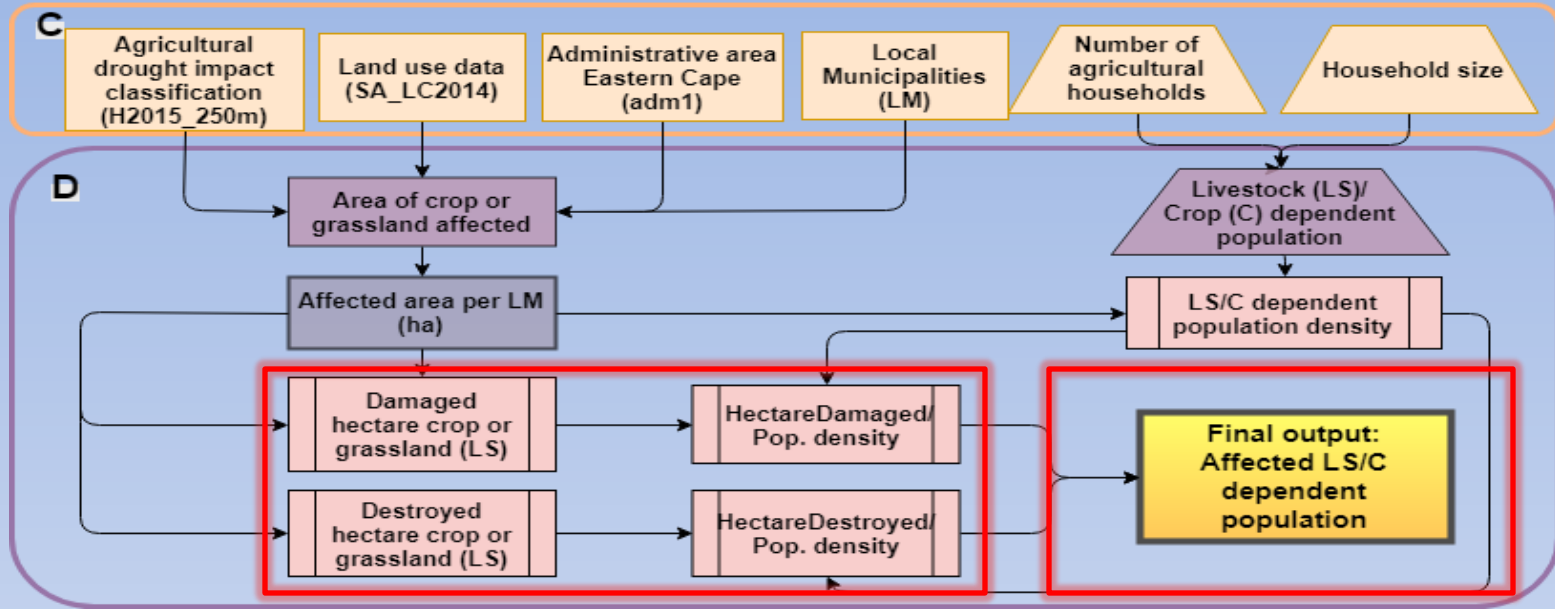 C
Agricultural
drought impact
classification
(H2015_250m)
Land use data
(SA_LC2014)
Administrative area
Eastern Cape
(adm1)
Local
Municipalities
(LM)
Number of
agricultural
households
Household size
D
Area of crop or
grassland affected
Livestock (LS)/
Crop (C) dependent
population
Affected area per LM
(ha)
LS/C dependent
population density
Damaged
hectare crop or
grassland (LS)
HectareDamaged/
Pop. density
Final output:
Affected LS/C
dependent
population
Destroyed
hectare crop or
grassland (LS)
HectareDestroyed/
Pop. density